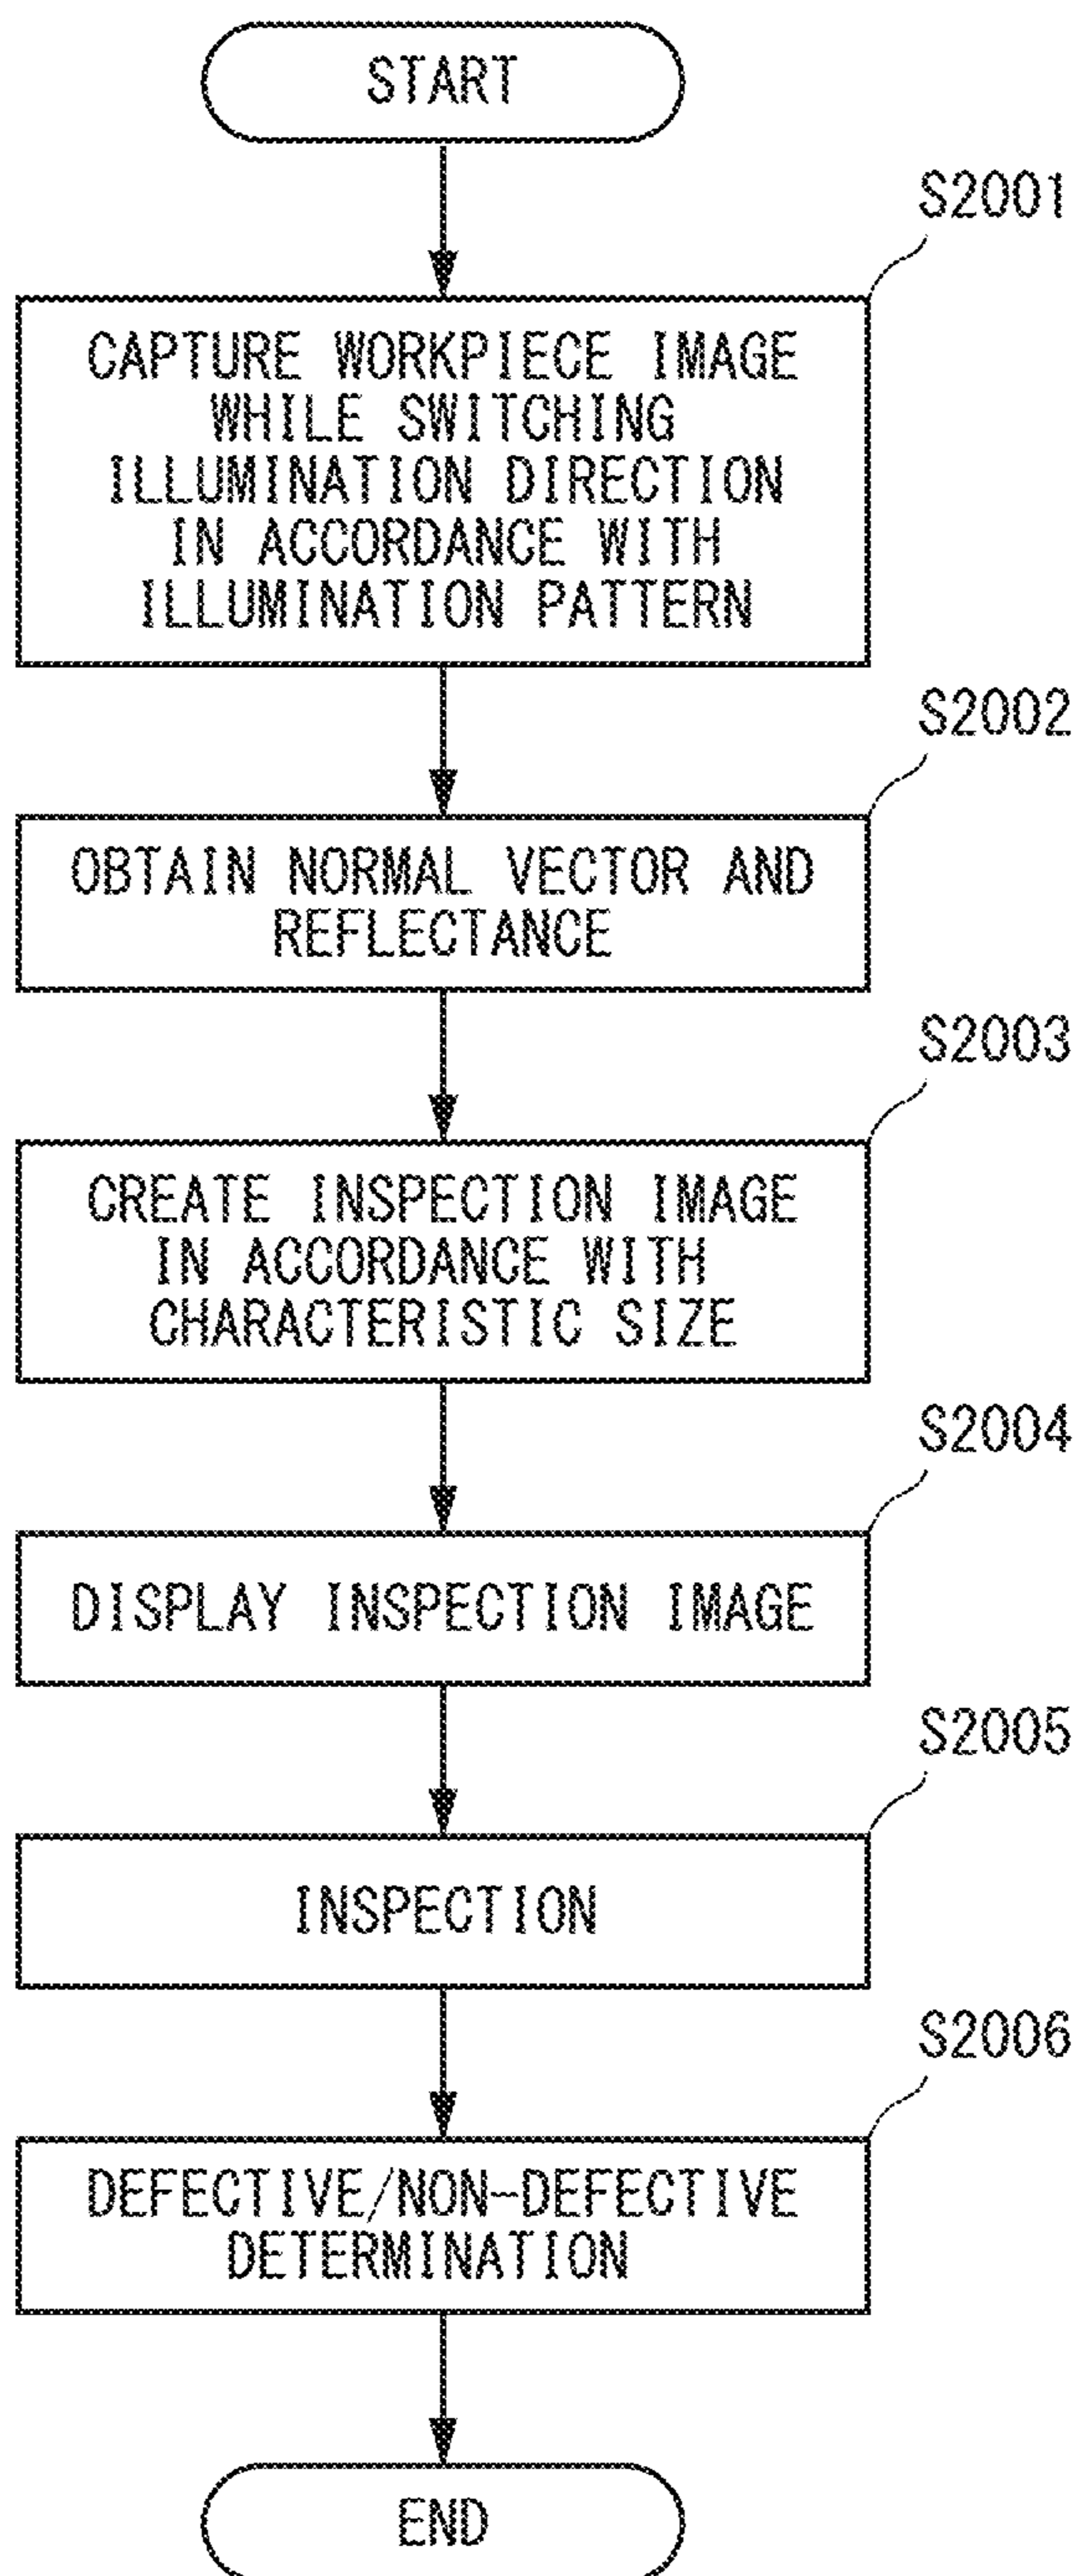 START
S2001
CAPTURE WORKPIECE IMAGE
WHILE SWITCHING
ILLUMINATION DIRECTION
IN ACCORDANCE WITH
ILLUMINATION PATTERN
S2002
OBTAIN NORMAL VECTOR AND
REFLECTANCE
S2003
CREATE INSPECTION IMAGE
IN ACCORDANCE WITH
CHARACTERISTIC SIZE
S2004
DISPLAY INSPECTION IMAGE
S2005
INSPECTION
S2006
DEFECTIVE/NON-DEFECTIVE
DETERMINATION
END